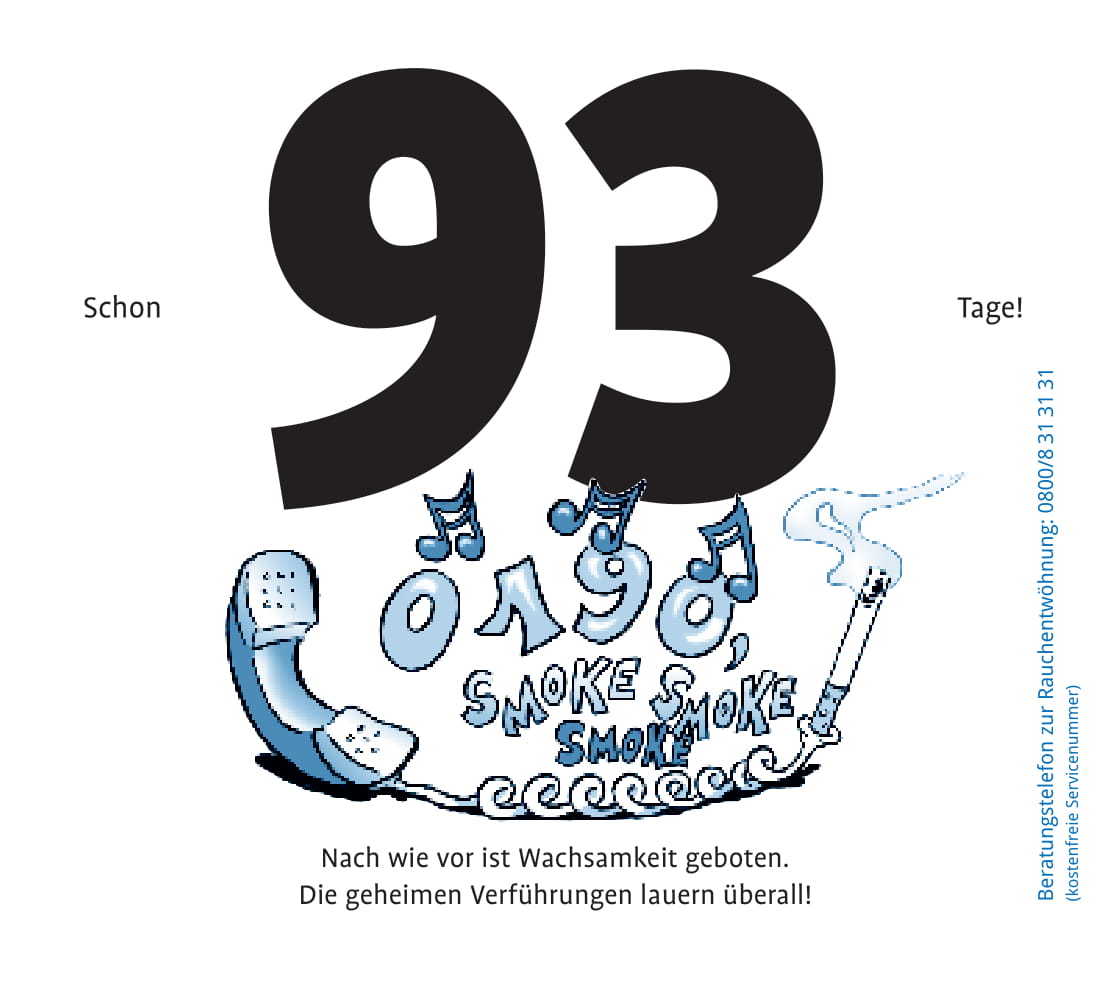 Schon
93
Tage!
0190,
SMOKE SMOKE
SMOKE
Nach wie vor ist Wachsamkeit geboten.
Die geheimen Verführungen lauern überall!
Beratungstelefon zur Rauchentwöhnung: 0800/8 31 31 31
(kostenfreie Servicenummer)